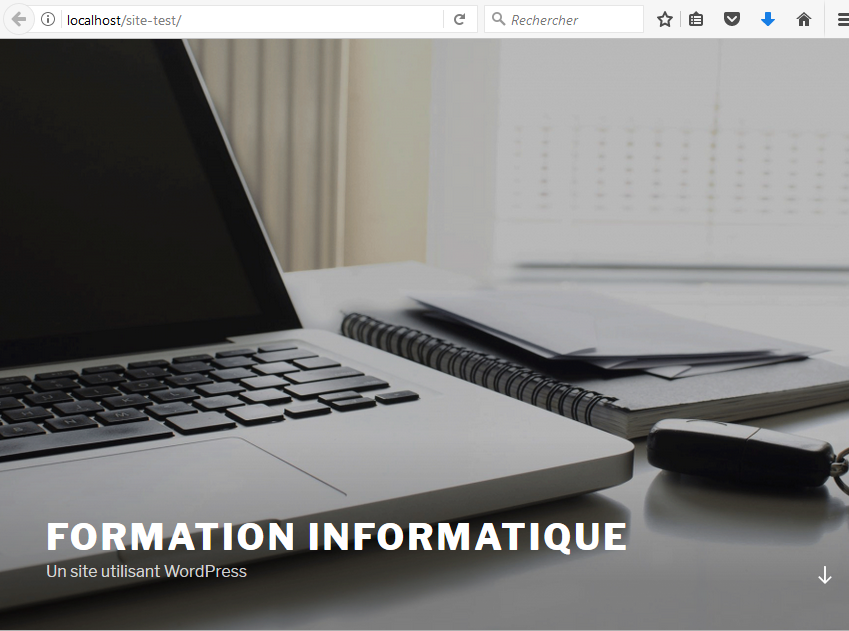 localhost/site-test/
Rechercher
FORMATION INFORMATIQUE
Un site utilisant WordPress